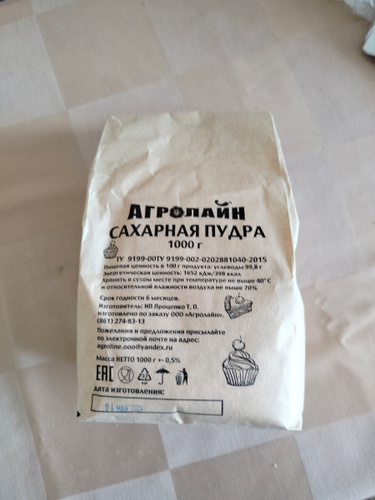 АГРОЛАЙН
САХАРНАЯ ПУДРА
1000 г
ТУ 9199-00ТУ 9199-002-0202881040-2015
Пищевая ценность в 100 г продукта: углеводы 99,8 г
Энергетическая ценность: 1652 кДж/398 ккал
Хранить в сухом месте при температуре не выше 40° С
и относительной влажности воздуха не выше 70%
Срок годности 6 месяцев.
Изготовитель: ИП Проценко Т. П.
изготовлено по заказу ООО «Агролайн».
(861) 274-83-13
Пожелания и предложения присылайте
по электронной почте на адрес:
agroline.ooo@yandex.ru
Масса НЕТТО 1000 г +- 0,5%
EAC
дата изготовления: